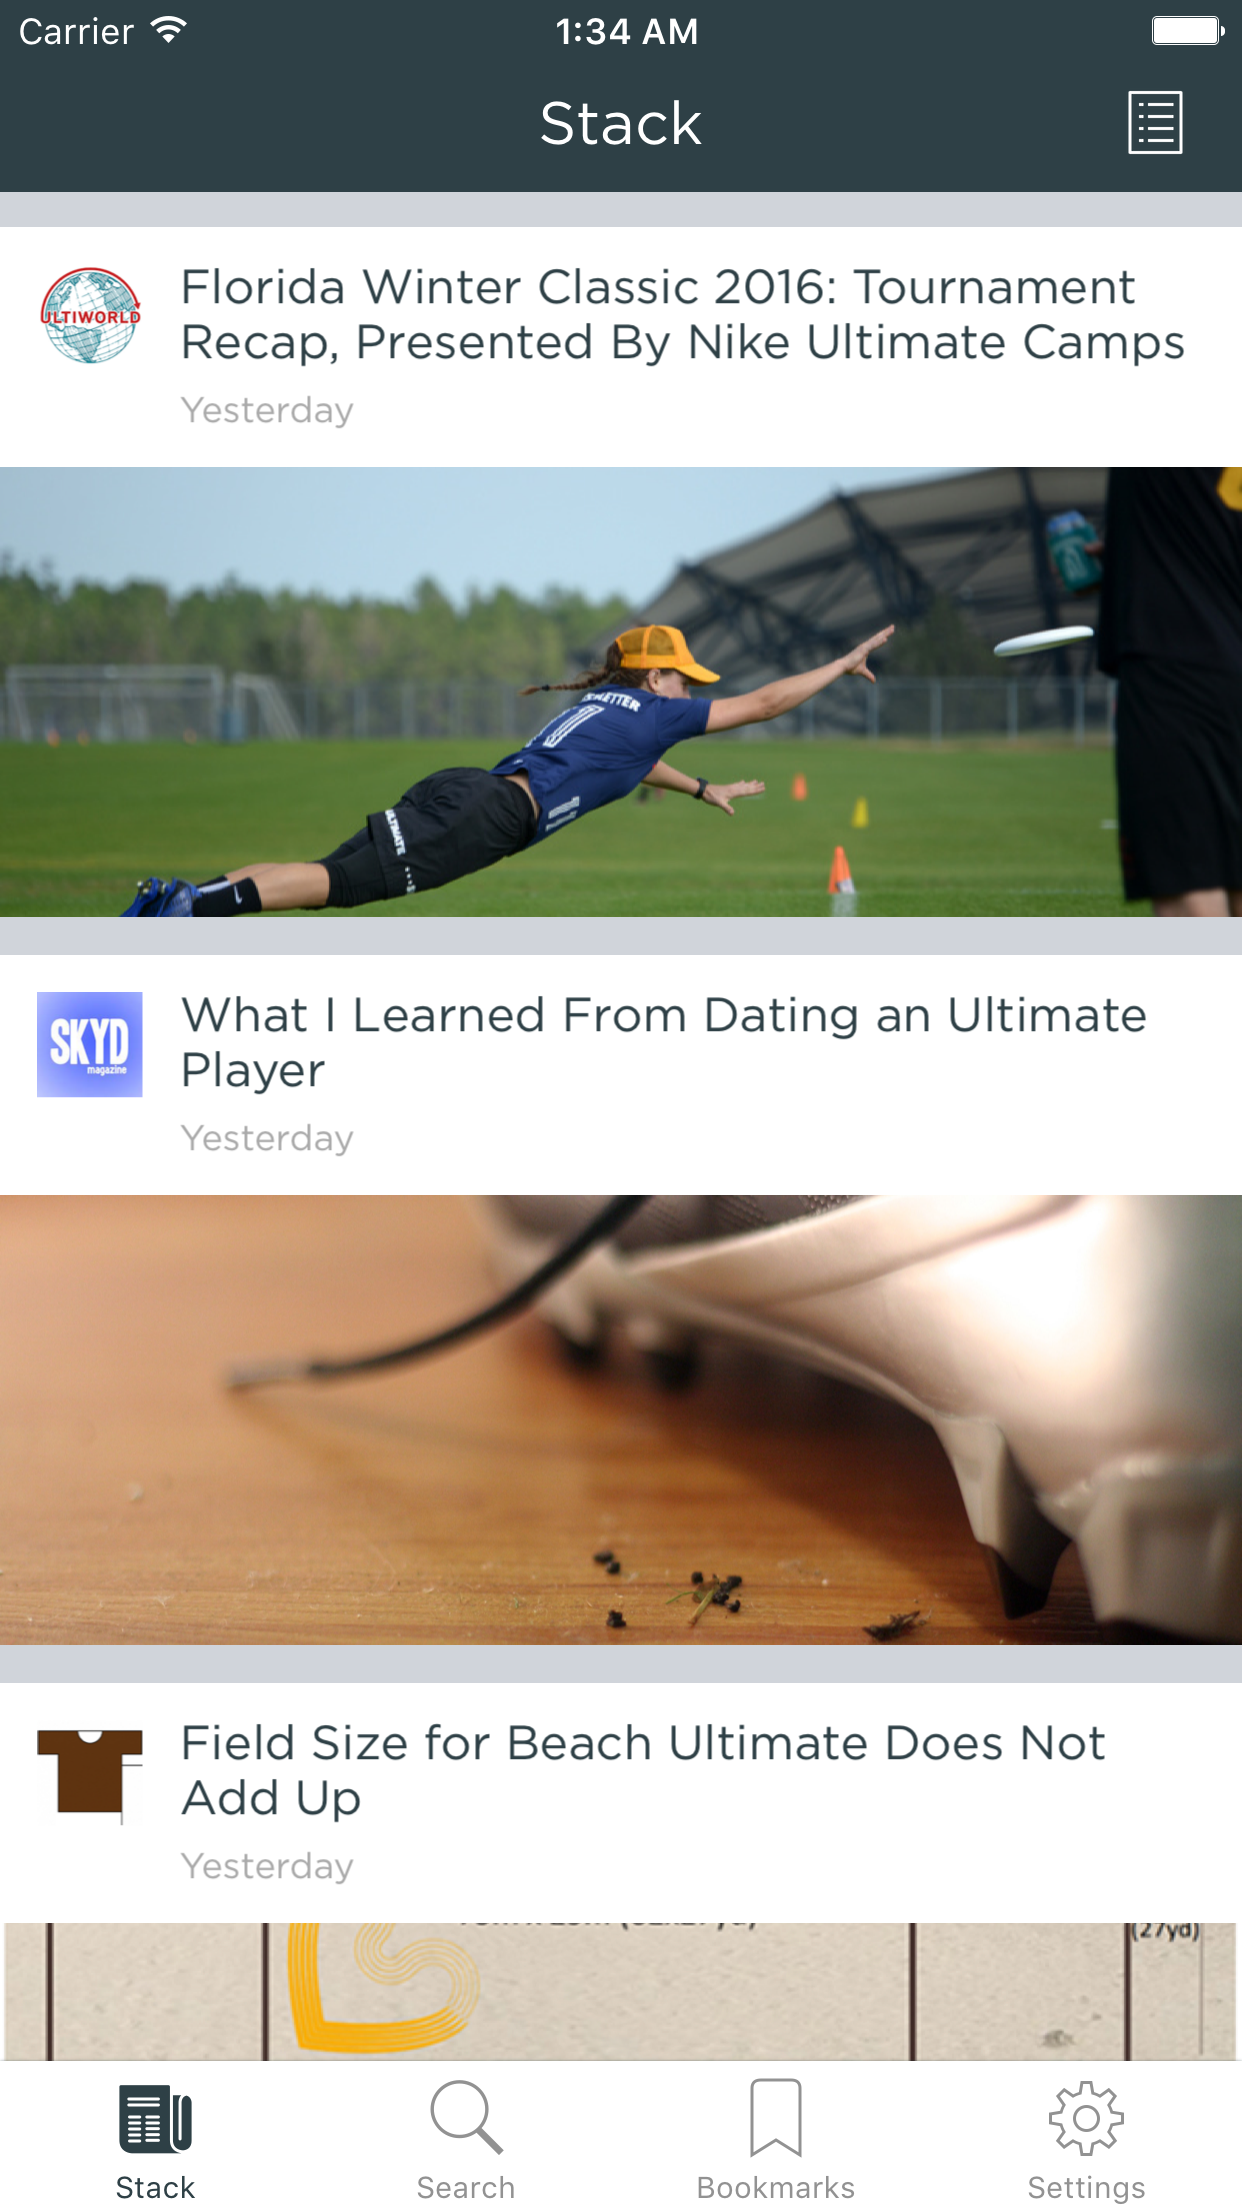 Carrier
1:34 AM
Stack
ULTIWORLD
Florida Winter Classic 2016: Tournament
Recap, Presented By Nike Ultimate Camps
Yesterday
ULTIMATE
SKYD
magazine
What I Learned From Dating an Ultimate
Player
Yesterday
Field Size for Beach Ultimate Does Not
Add Up
Yesterday
(27yd)
Stack
Search
Bookmarks
Settings